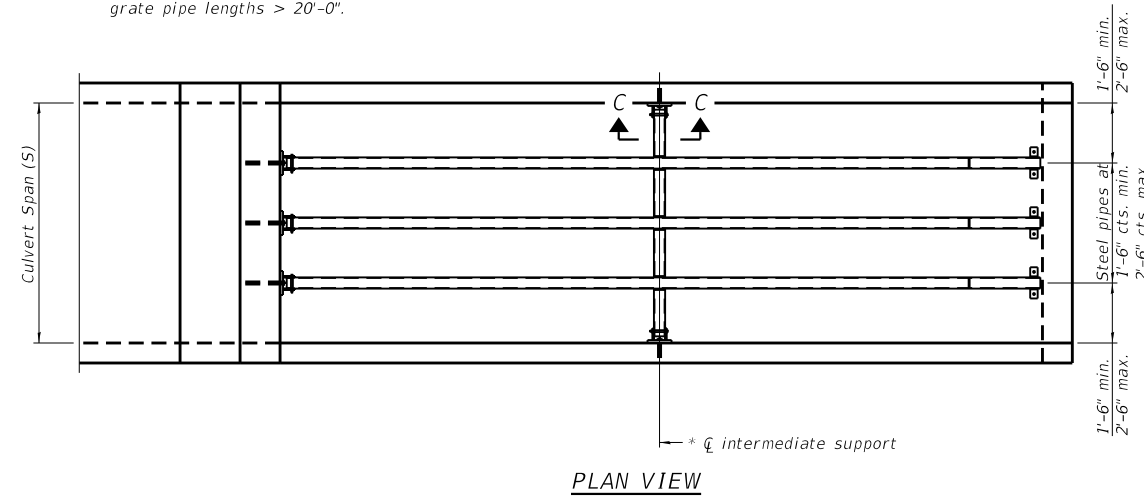 grate pipe lengths > 20'-0".
1'-6" min.
2'-6" max.
C C
Culvert Span (S)
Steel pipes at
1'-6" cts. min.
2'-6" cts. max.
1'-6" min.
2'-6" max.
* ℄ intermediate support
PLAN VIEW